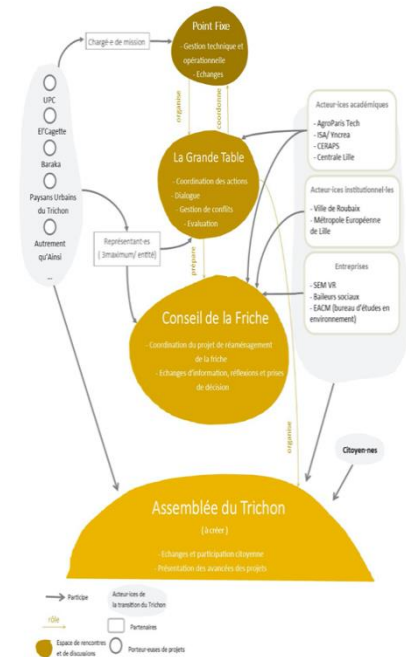 Point Fixe
- Gestion technique et
opérationnelle
- Echanges
Chargé·e de mission
organise
coordonne
UPC
El'Cagette
Baraka
Paysans Urbains
du Trichon
Autrement
qu'Ainsi
...
Représentant·es
( 3maximum/ entité)
La Grande Table
- Coordination des actions
- Dialogue
- Gestion de conflits
- Evaluation
prépare
Acteur·ices académiques
- AgroParis Tech
- ISA/ Yncrea
- CERAPS
- Centrale Lille
Acteur·ices institutionnel·les
- Ville de Roubaix
- Métropole Européenne
de Lille
Entreprises
- SEM VR
- Bailleurs sociaux
- EACM (bureau d'études en
environnement)
Conseil de la Friche
- Coordination du projet de réaménagement
de la friche
- Echanges d'information, réflexions et prises
de décision
organise
Citoyen·nes
Assemblée du Trichon
( à créer )
- Echanges et participation citoyenne
- Présentation des avancées des projets
Participe
rôle
Espace de rencontres
et de discussions
Acteur·ices de
la transition du Trichon
Partenaires
Porteur·euses de projets